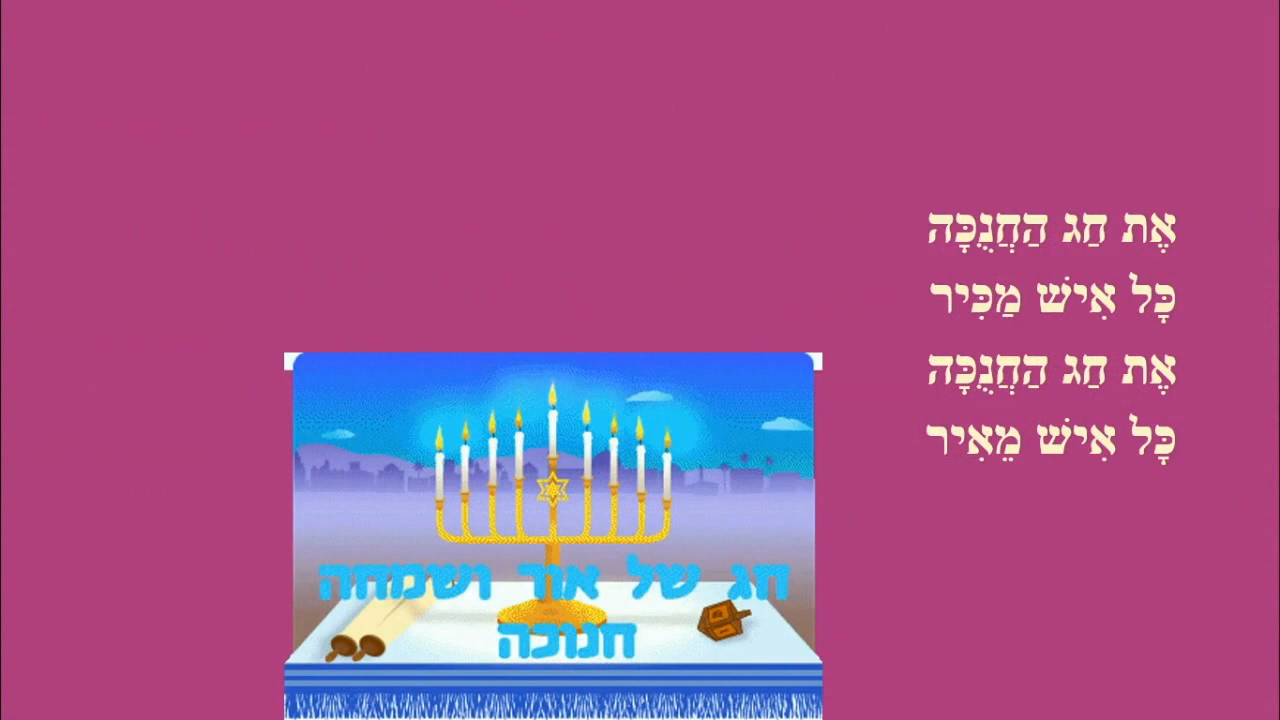 אֶת חַג הַחֲנֻכָּה
כָּל אִישׁ מַכִּיר
אֶת חַג הַחֲנֻכָּה
כָּל אִישׁ מֵאִיר
חג של אור ושמחה
חנוכה